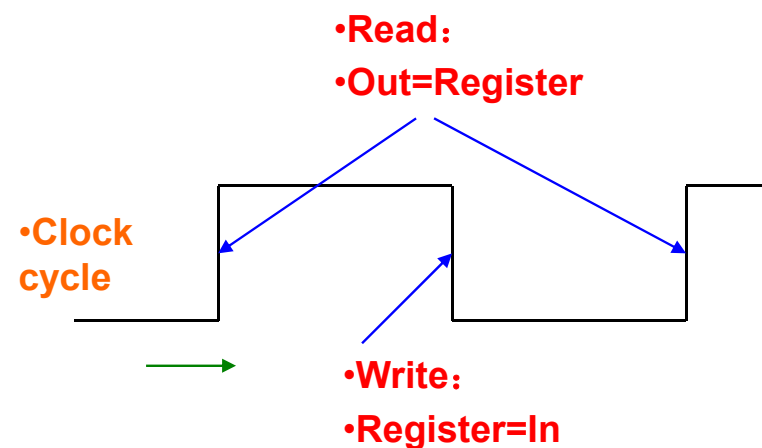 •Read：
•Out=Register
•Clock
cycle
•Write：
•Register=In